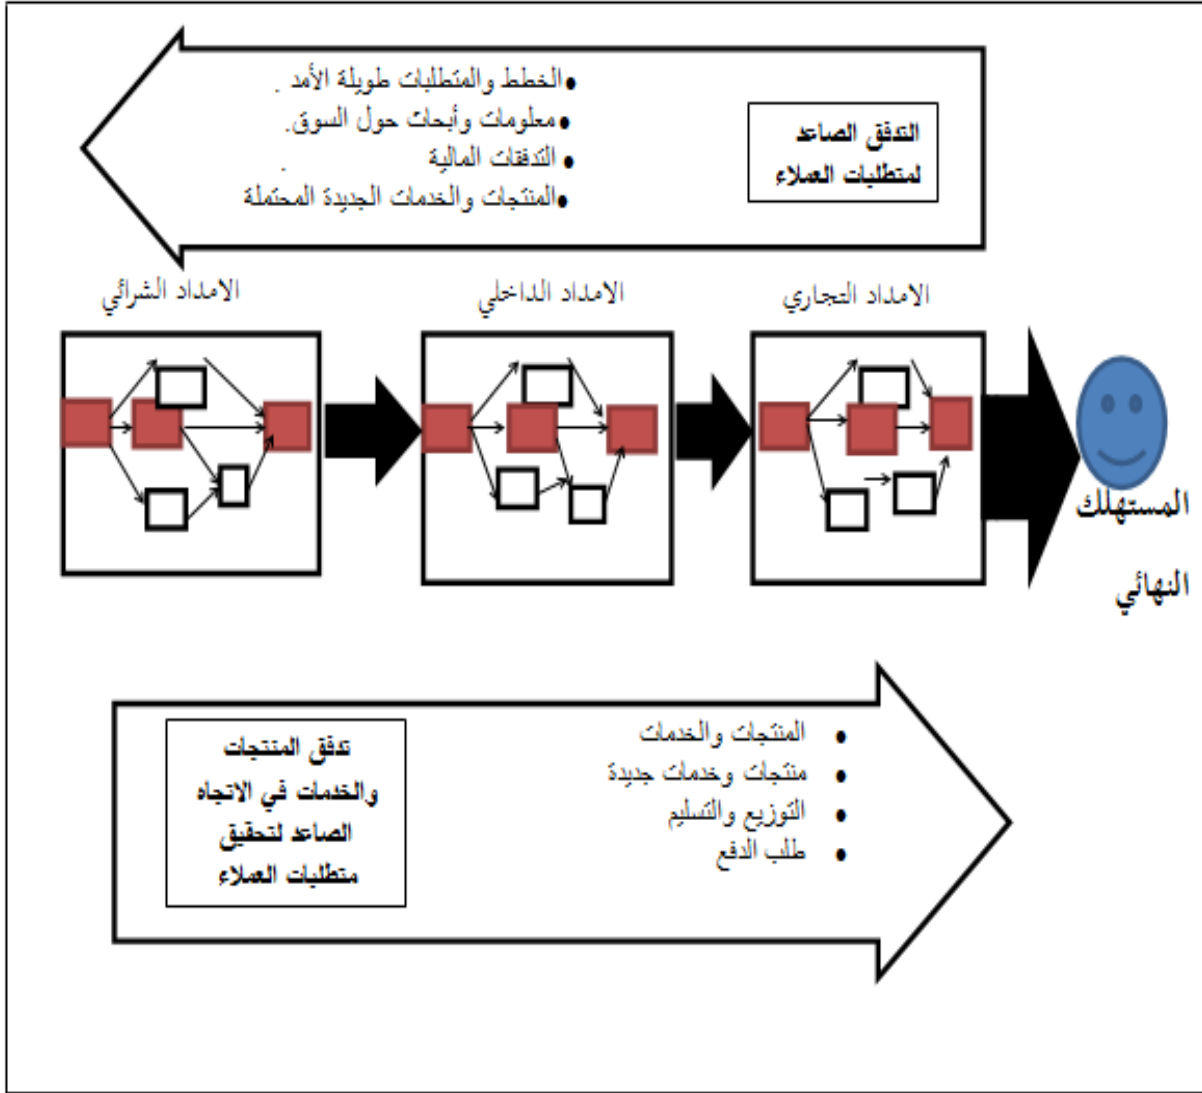 التدفق الصاعد
لمتطلبات العملاء
•الخطط والمتطلبات طويلة الأمد .
•معلومات وأبحاث حول السوق.
•التدفقات المالية .
•المنتجات والخدمات الجديدة المحتملة
الامداد التجاري
الامداد الداخلي
الامداد الشرائي
المستهلك
النهائي
• المنتجات والخدمات
• منتجات وخدمات جديدة
• التوزيع والتسليم
• طلب الدفع
تدفق المنتجات
والخدمات في الاتجاه
الصاعد لتحقيق
متطلبات العملاء